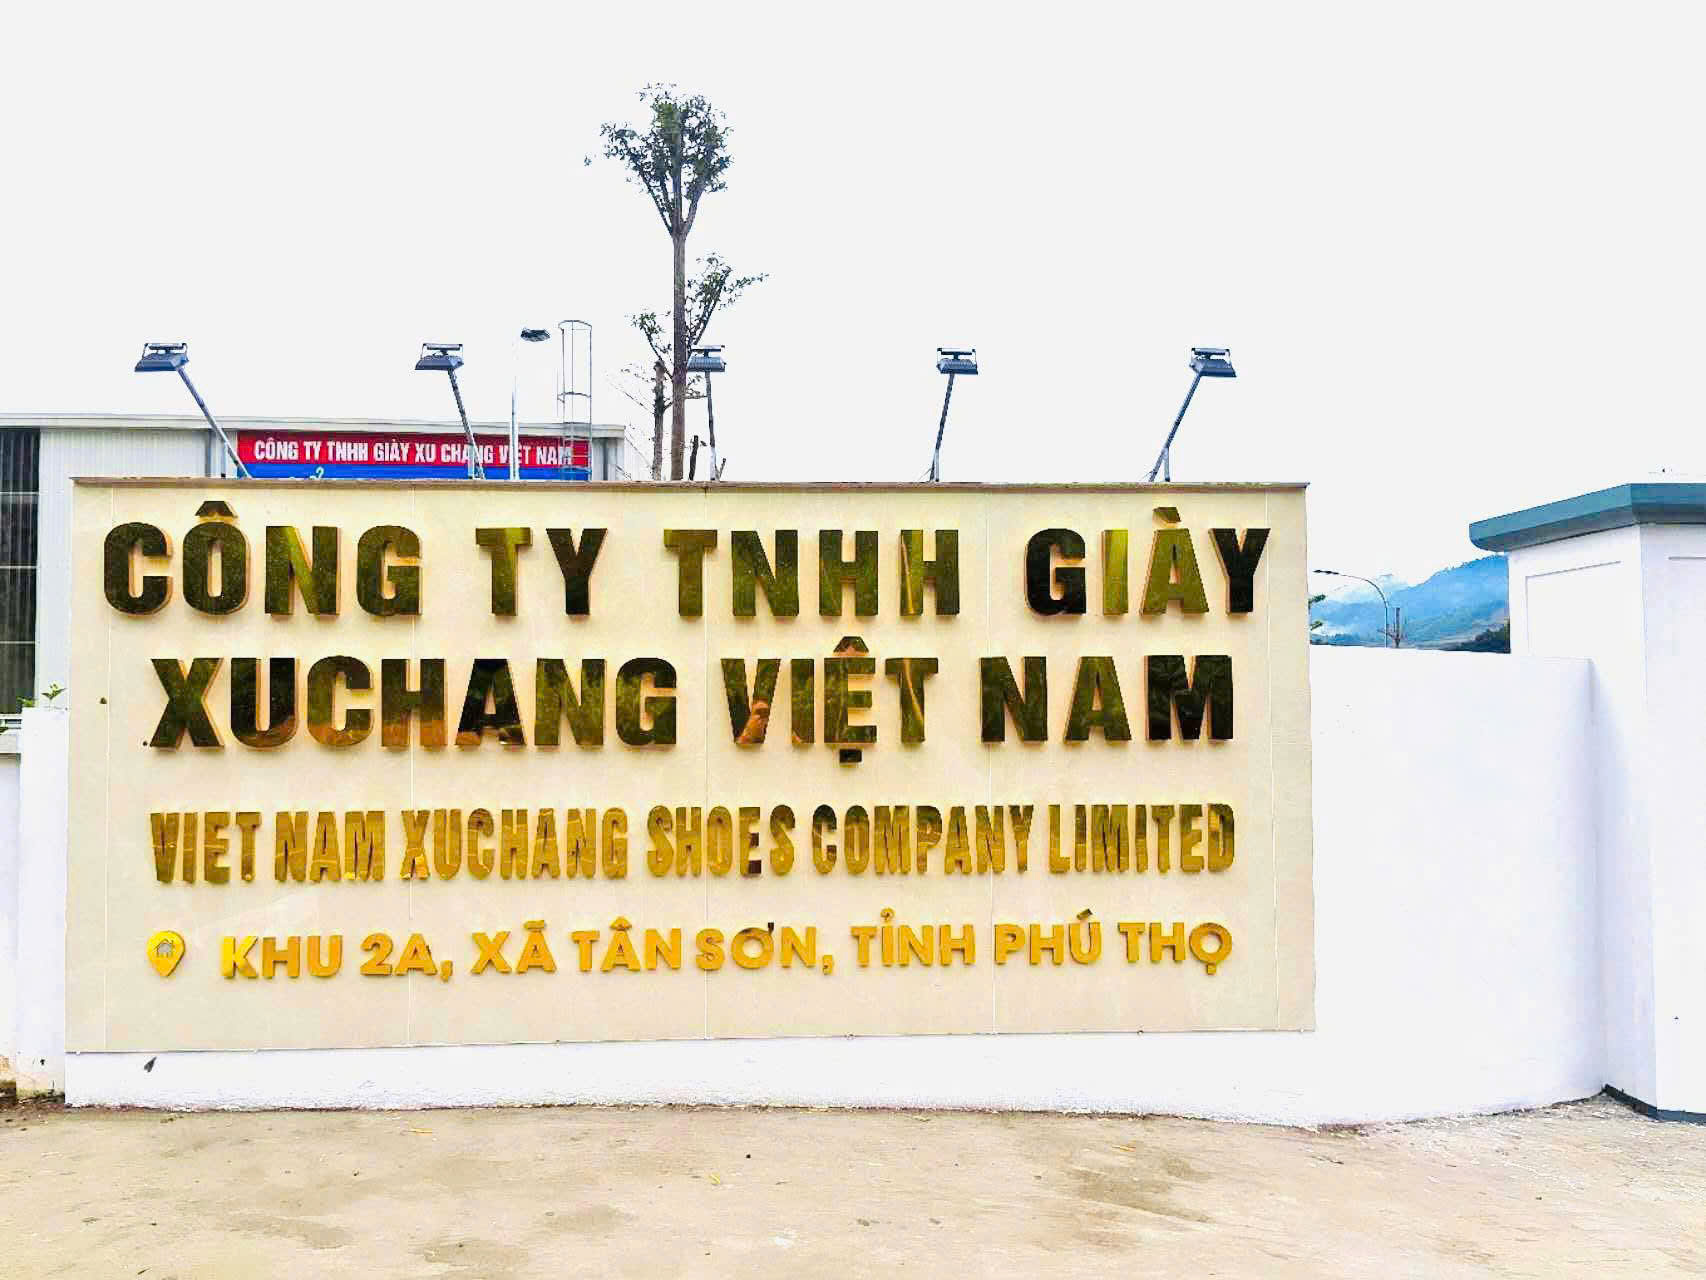 CÔNG TY TNHH GIÀY XU CHANG VIỆT NAM
CÔNG TY TNHH GIÀY
XUCHANG VIỆT NAM
VIET NAM XUCHANG SHOES COMPANY LIMITED
KHU 2A, XÃ TÂN SƠN, TỈNH PHÚ THỌ